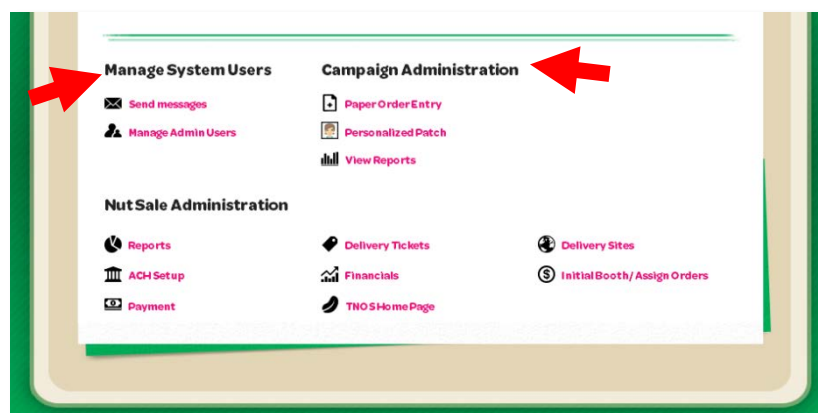 Manage System Users
Campaign Administration
Send messages
Paper Order Entry
Manage Admin Users
Personalized Patch
View Reports
Nut Sale Administration
Reports
Delivery Tickets
Delivery Sites
ACH Setup
Financials
Initial Booth/Assign Orders
Payment
TNOS Home Page